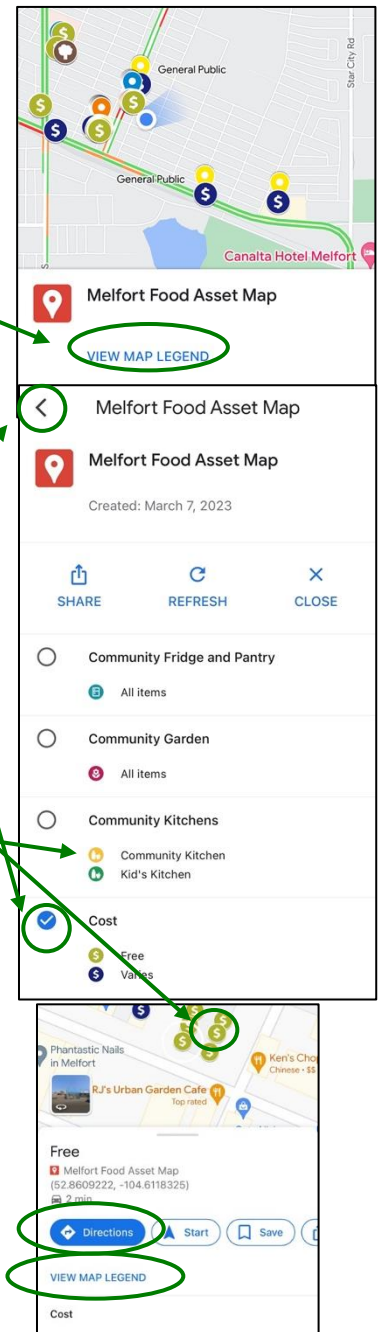 Star City Rd
General Public
General Public
Canalta Hotel Melfort
Melfort Food Asset Map
VIEW MAP LEGEND
Melfort Food Asset Map
Melfort Food Asset Map
Created: March 7, 2023
SHARE REFRESH CLOSE
Community Fridge and Pantry
All items
Community Garden
All items
Community Kitchens
Community Kitchen
Kid's Kitchen
Cost
$ Free
$ Varies
Phantastic Nails
in Melfort
Ken's Chop
Chinese • $$
RJ's Urban Garden Cafe
Top rated
Free
Melfort Food Asset Map
(52.8609222, -104.6118325)
2 min
Directions Start Save
VIEW MAP LEGEND
Cost